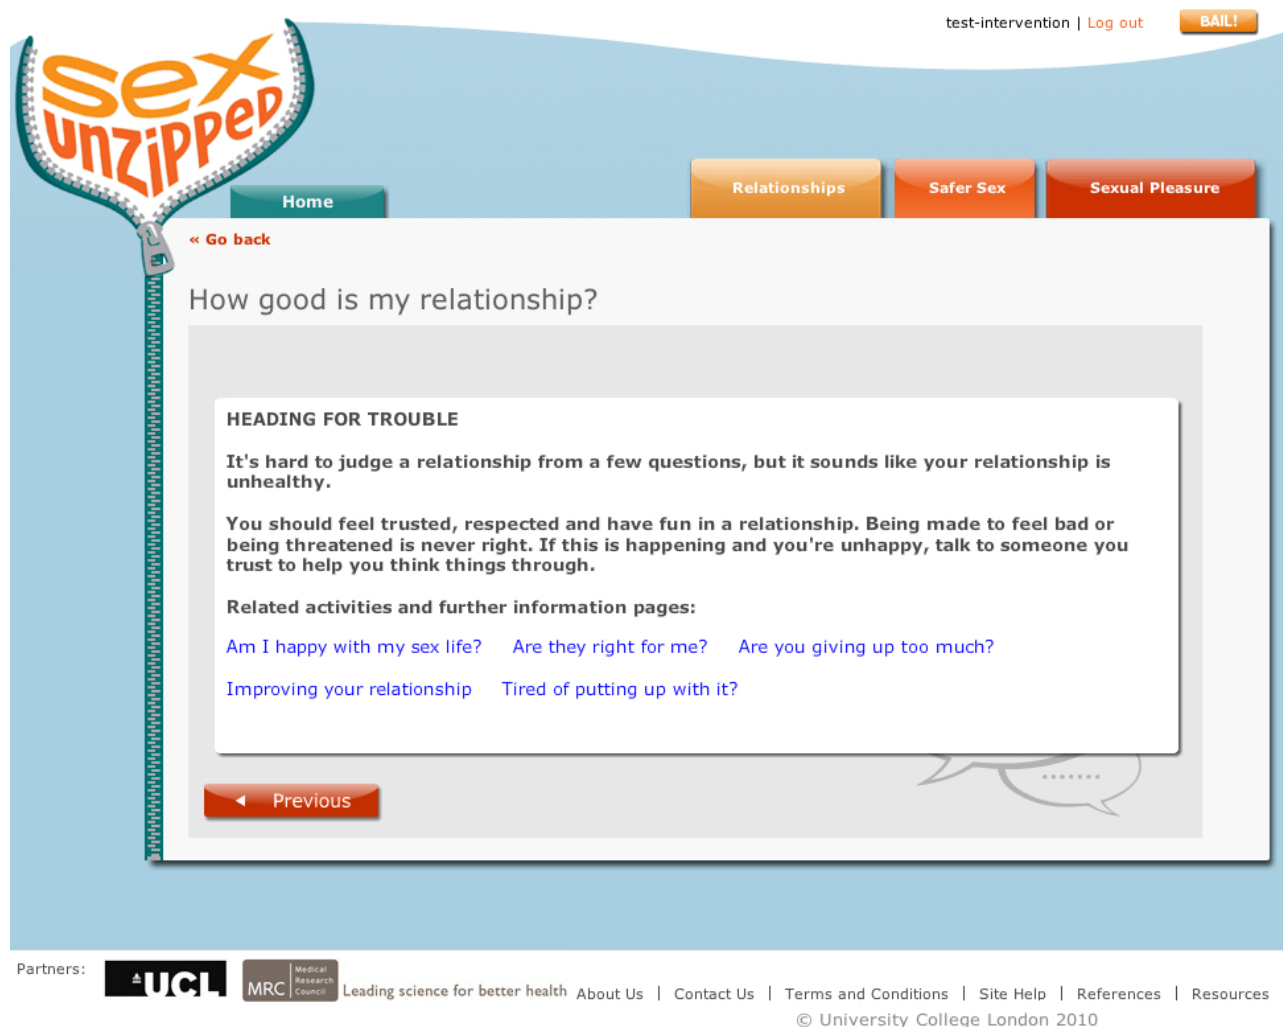 test-intervention | Log out
BAIL!
sex
unzipped
Home
Relationships
Safer Sex
Sexual Pleasure
« Go back
How good is my relationship?
HEADING FOR TROUBLE
It's hard to judge a relationship from a few questions, but it sounds like your relationship is
unhealthy.
You should feel trusted, respected and have fun in a relationship. Being made to feel bad or
being threatened is never right. If this is happening and you're unhappy, talk to someone you
trust to help you think things through.
Related activities and further information pages:
Am I happy with my sex life? Are they right for me? Are you giving up too much?
Improving your relationship Tired of putting up with it?
Previous
Partners:
UCL
MRC
Medical
Research
Council
Leading science for better health
About Us | Contact Us | Terms and Conditions | Site Help | References | Resources
© University College London 2010